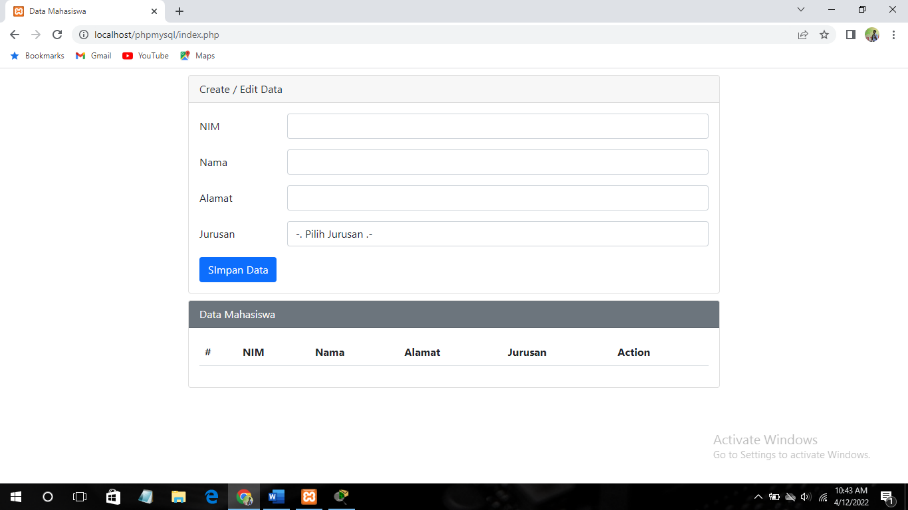 Data Mahasiswa
localhost/phpmysql/index.php
Bookmarks Gmail YouTube Maps
Create / Edit Data
NIM
Nama
Alamat
Jurusan -. Pilih Jurusan .-
SImpan Data
Data Mahasiswa
# NIM Nama Alamat Jurusan Action
Activate Windows
Go to Settings to activate Windows.
10:43 AM
4/12/2022
1